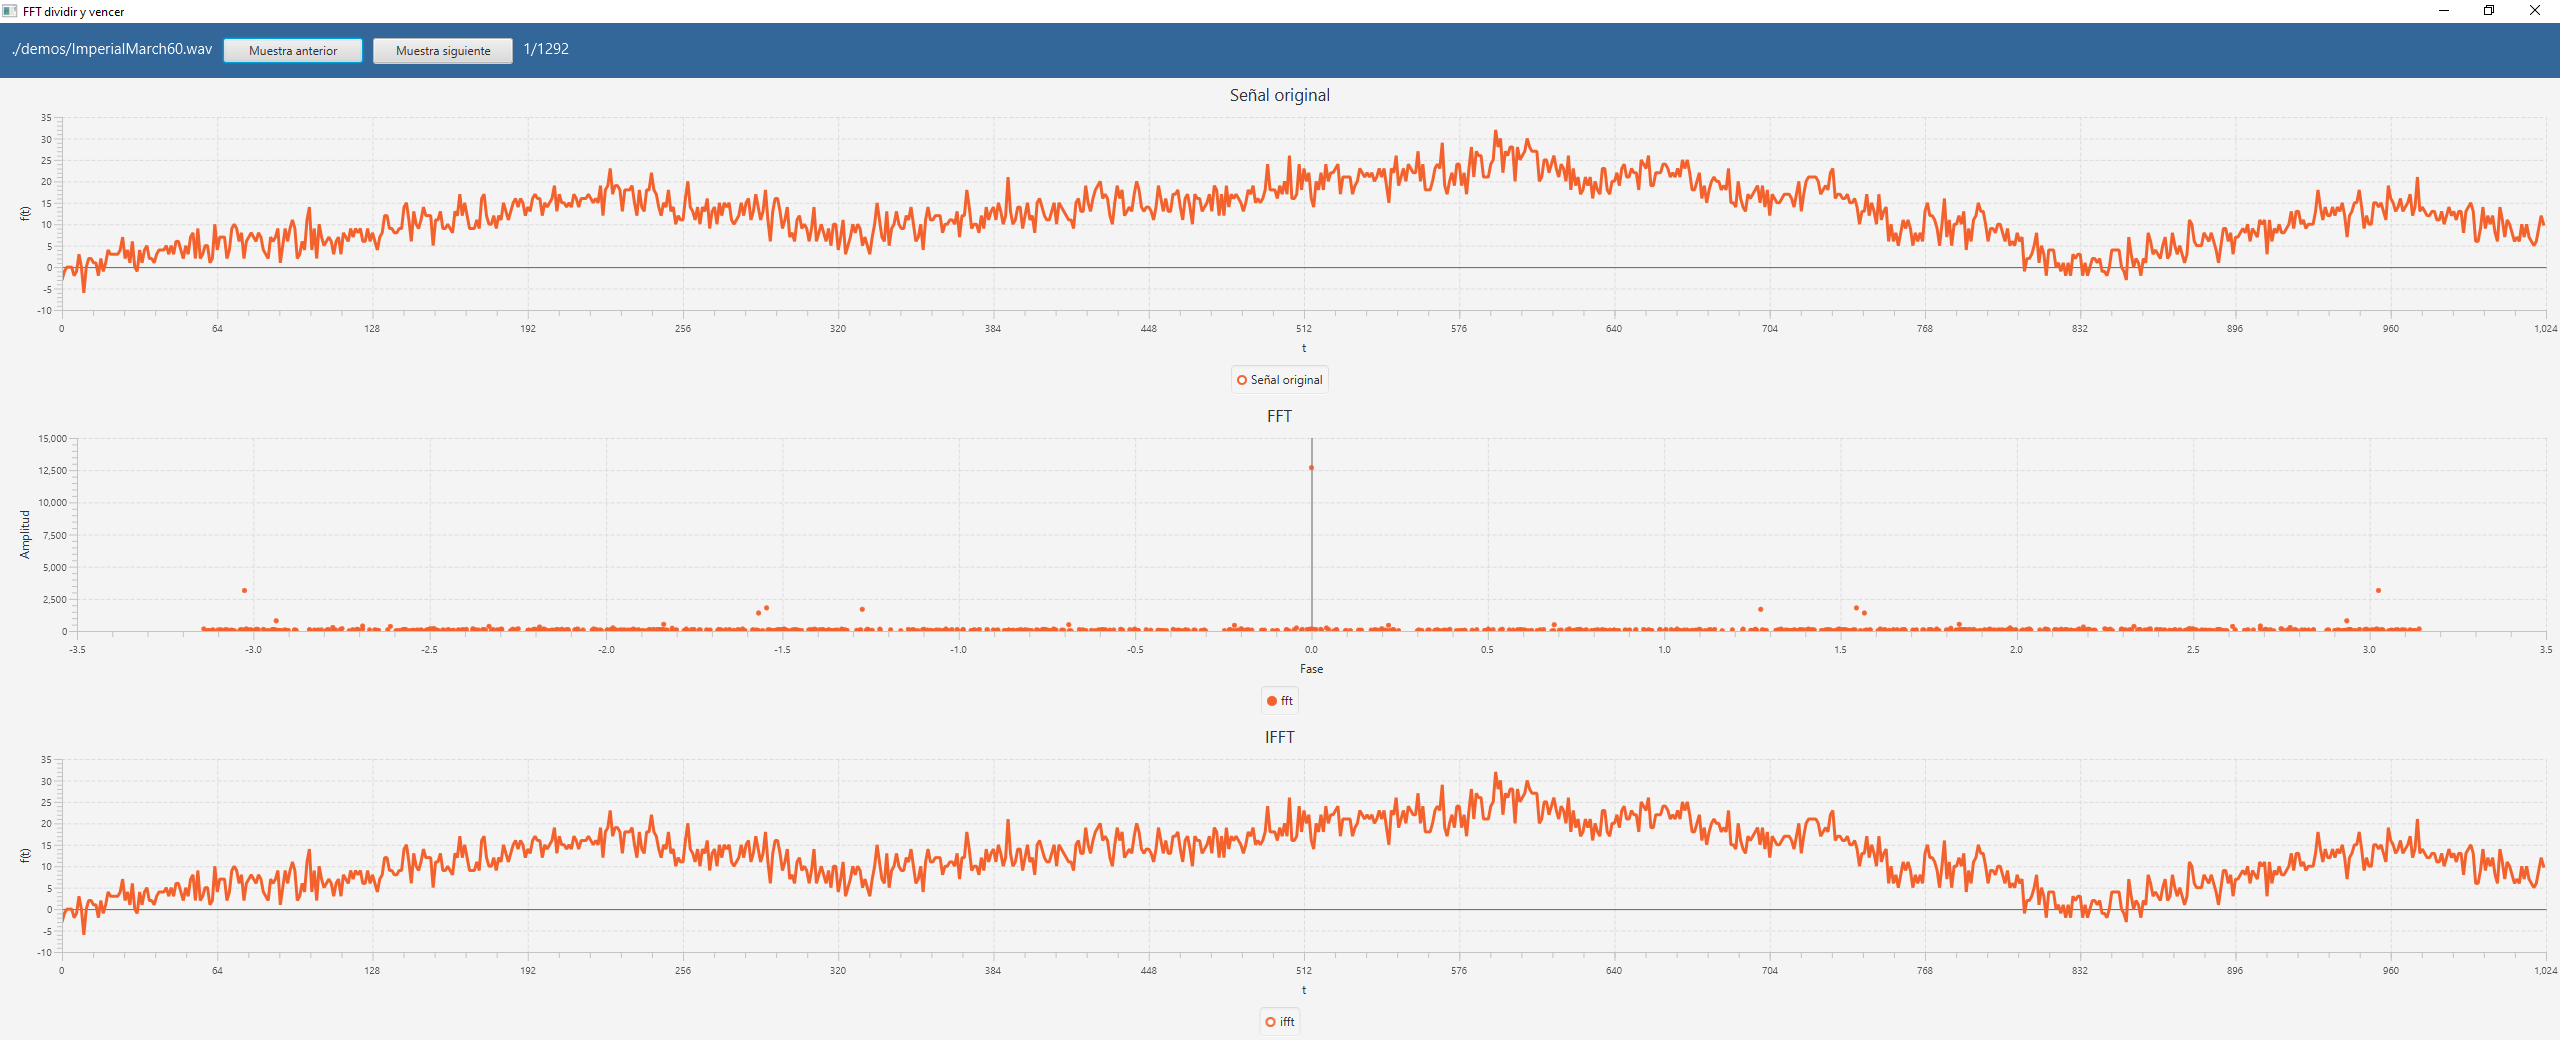 FFT dividir y vencer
./demos/ImperialMarch60.wav Muestra anterior Muestra siguiente 1/1292
Señal original
35
30
25
20
15
10
5
0
-5
-10
f(t)
0 64 128 192 256 320 384 448 512 576 640 704 768 832 896 960 1,024
t
Señal original
FFT
15,000
12,500
10,000
7,500
5,000
2,500
0
Amplitud
-3.5 -3.0 -2.5 -2.0 -1.5 -1.0 -0.5 0.0 0.5 1.0 1.5 2.0 2.5 3.0 3.5
Fase
fft
IFFT
35
30
25
20
15
10
5
0
-5
-10
f(t)
0 64 128 192 256 320 384 448 512 576 640 704 768 832 896 960 1,024
t
ifft